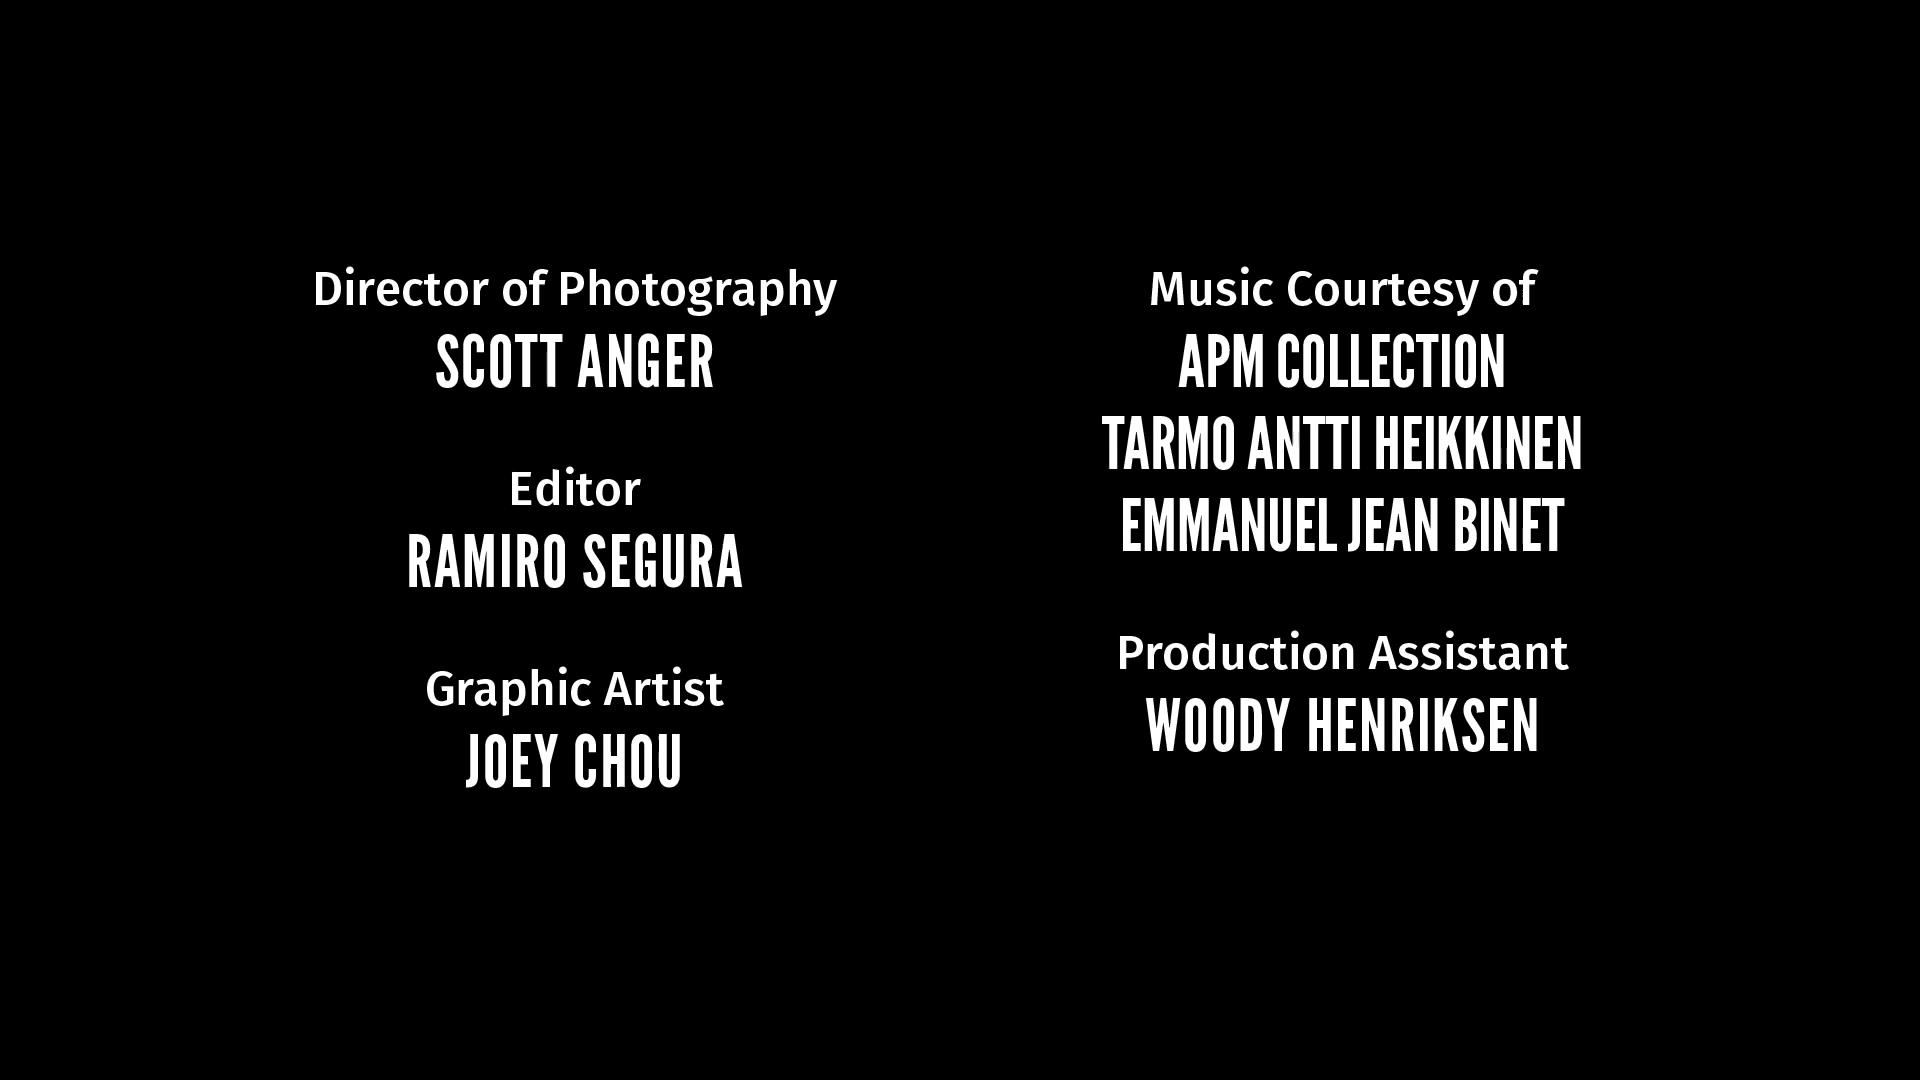 Director of Photography
SCOTT ANGER
Editor
RAMIRO SEGURA
Graphic Artist
JOEY CHOU
Music Courtesy of
APM COLLECTION
TARMO ANTTI HEIKKINEN
EMMANUEL JEAN BINET
Production Assistant
WOODY HENRIKSEN